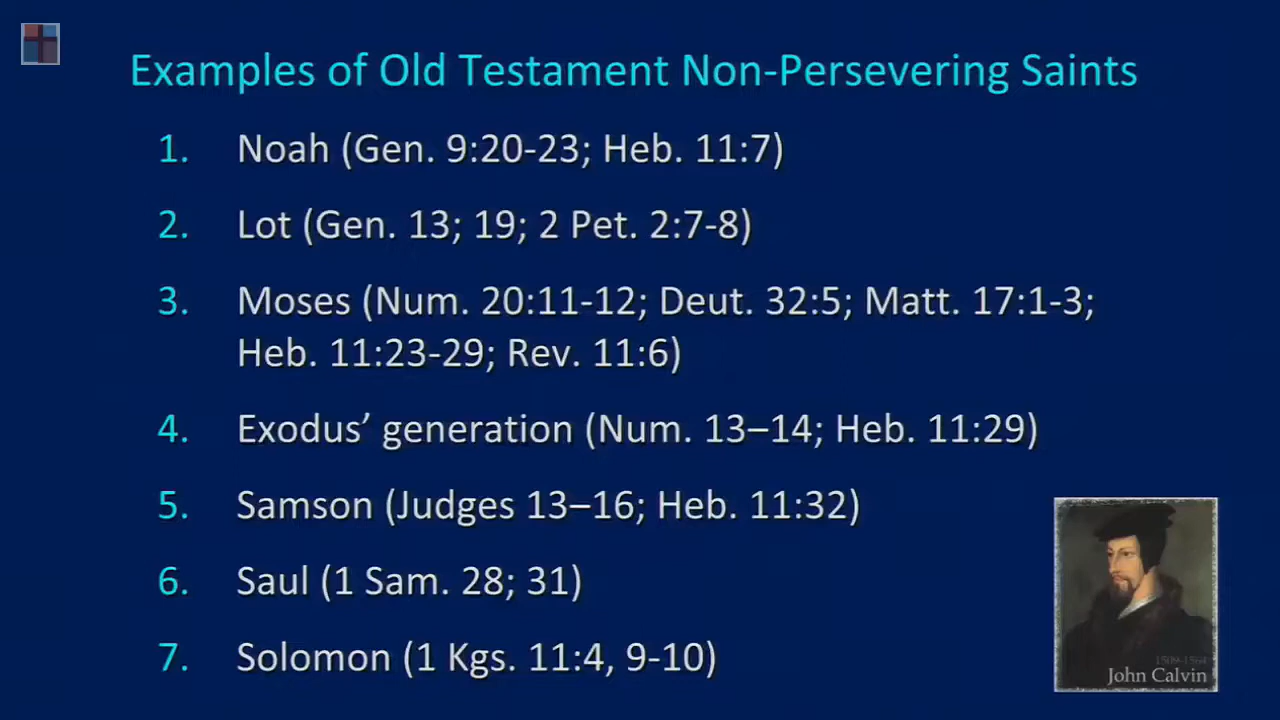 Examples of Old Testament Non-Persevering Saints
1. Noah (Gen. 9:20-23; Heb. 11:7)
2. Lot (Gen. 13; 19; 2 Pet. 2:7-8)
3. Moses (Num. 20:11-12; Deut. 32:5; Matt. 17:1-3;
Heb. 11:23-29; Rev. 11:6)
4. Exodus’ generation (Num. 13–14; Heb. 11:29)
5. Samson (Judges 13–16; Heb. 11:32)
6. Saul (1 Sam. 28; 31)
7. Solomon (1 Kgs. 11:4, 9-10)
1509-1564
John Calvin